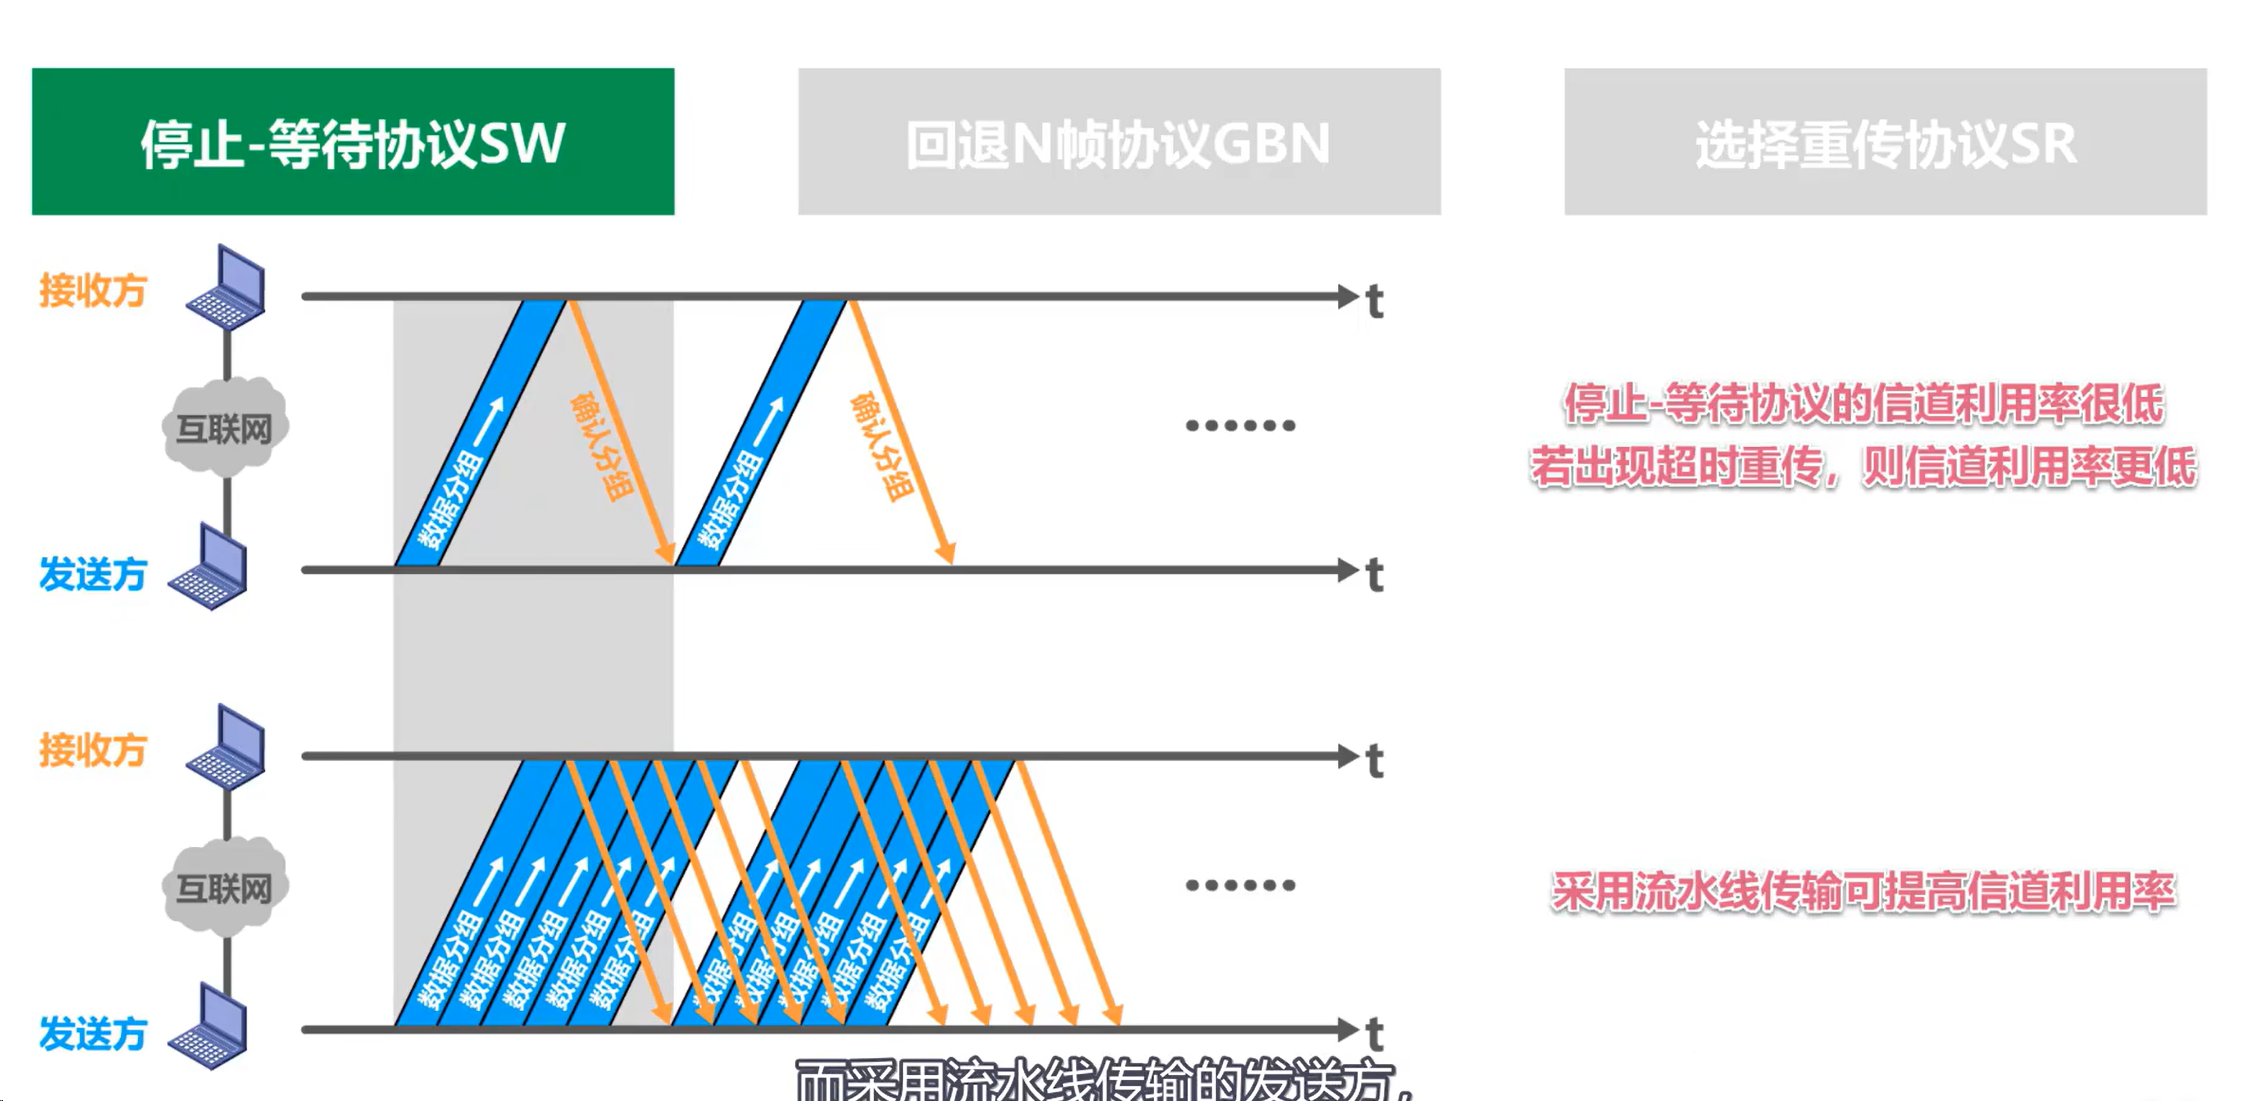 停止-等待协议SW
回退N帧协议GBN
选择重传协议SR
接收方
t
互联网
数据分组
确认分组
数据分组
确认分组
······
停止-等待协议的信道利用率很低
若出现超时重传，则信道利用率更低
发送方
t
接收方
t
互联网
数据分组
数据分组
数据分组
数据分组
数据分组
数据分组
数据分组
数据分组
数据分组
数据分组
······
采用流水线传输可提高信道利用率
发送方
t
而采用流水线传输的发送方，